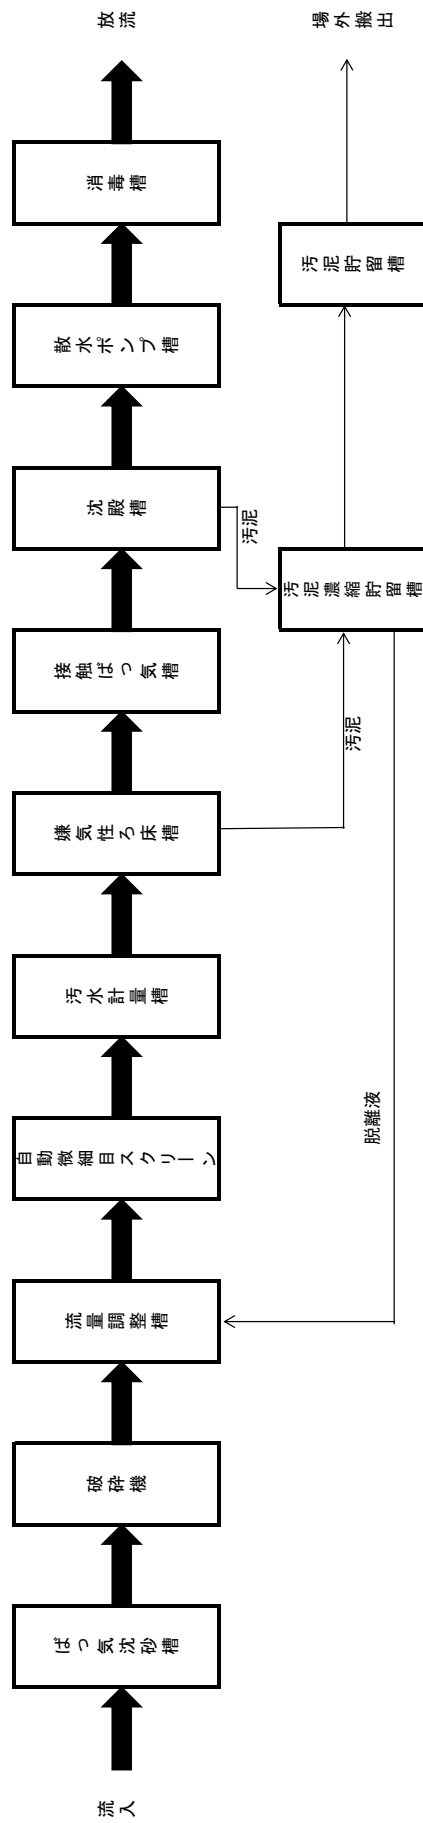 流入
ばっ気沈砂槽
破砕機
流量調整槽
自動微細目スクリーン
汚水計量槽
嫌気性ろ床槽
接触ばっ気槽
沈殿槽
散水ポンプ槽
消毒槽
放流
汚泥
汚泥
汚泥濃縮貯留槽
汚泥貯留槽
場外搬出
脱離液